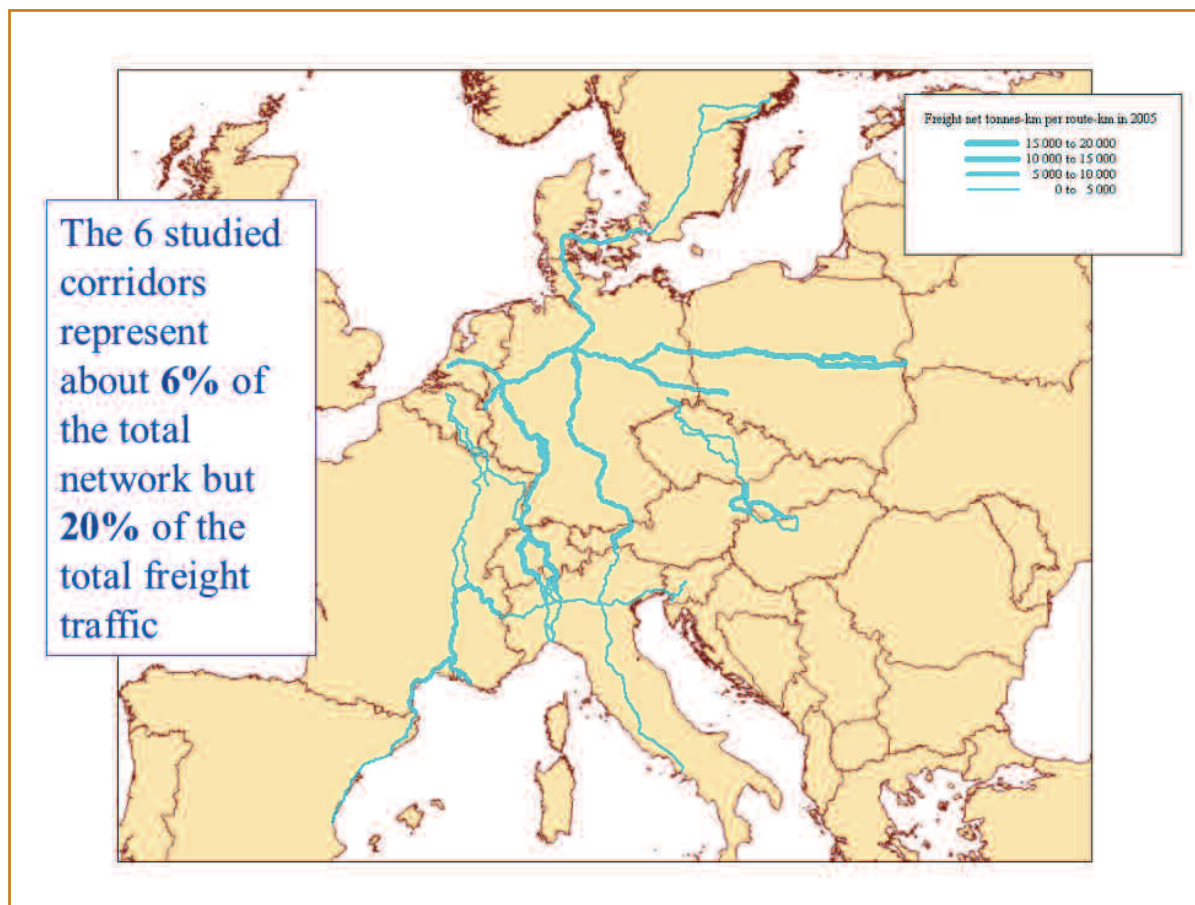 The 6 studied
corridors
represent
about 6% of
the total
network but
20% of the
total freight
traffic
Freight net tonnes-km per route-km in 2005
15 000 to 20 000
10 000 to 15 000
5 000 to 10 000
0 to 5 000